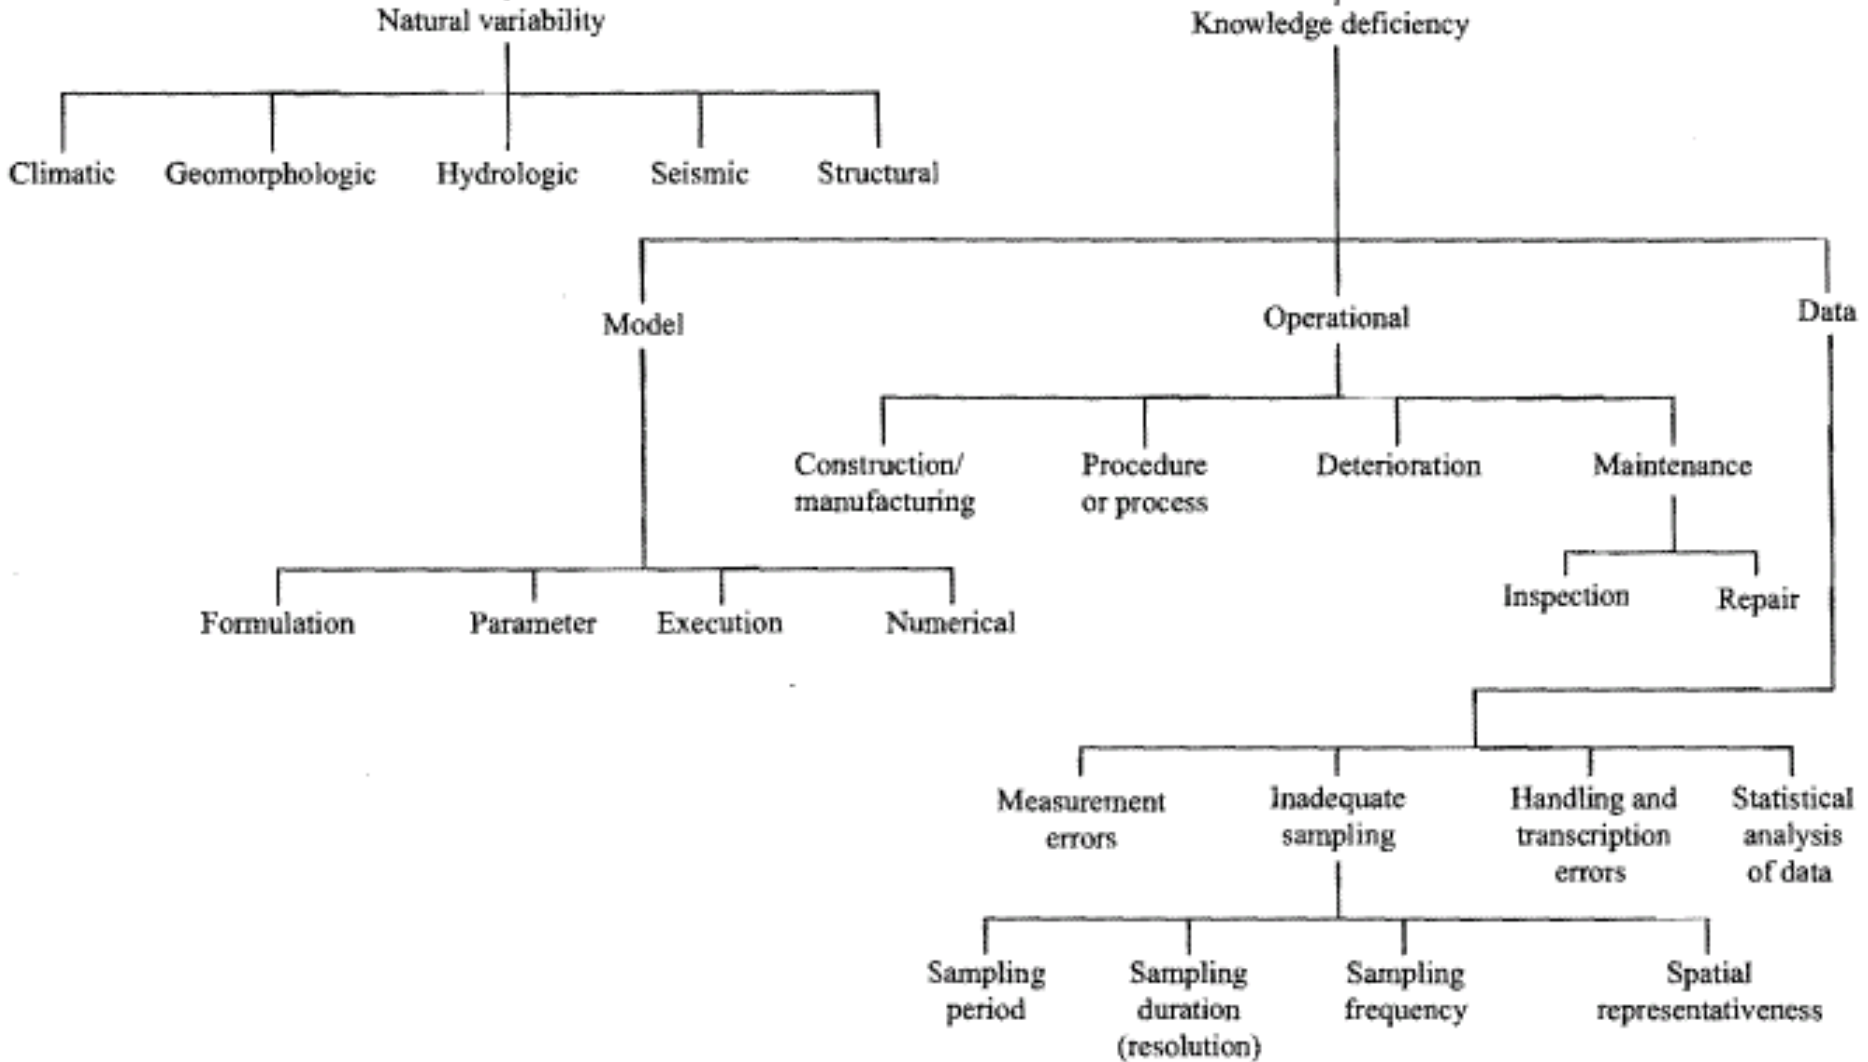 Natural variability
Knowledge deficiency
Climatic
Geomorphologic
Hydrologic
Seismic
Structural
Model
Operational
Data
Construction/
manufacturing
Procedure
or process
Deterioration
Maintenance
Inspection
Repair
Formulation
Parameter
Execution
Numerical
Measurement
errors
Inadequate
sampling
Handling and
transcription
errors
Statistical
analysis
of data
Sampling
period
Sampling
duration
(resolution)
Sampling
frequency
Spatial
representativeness